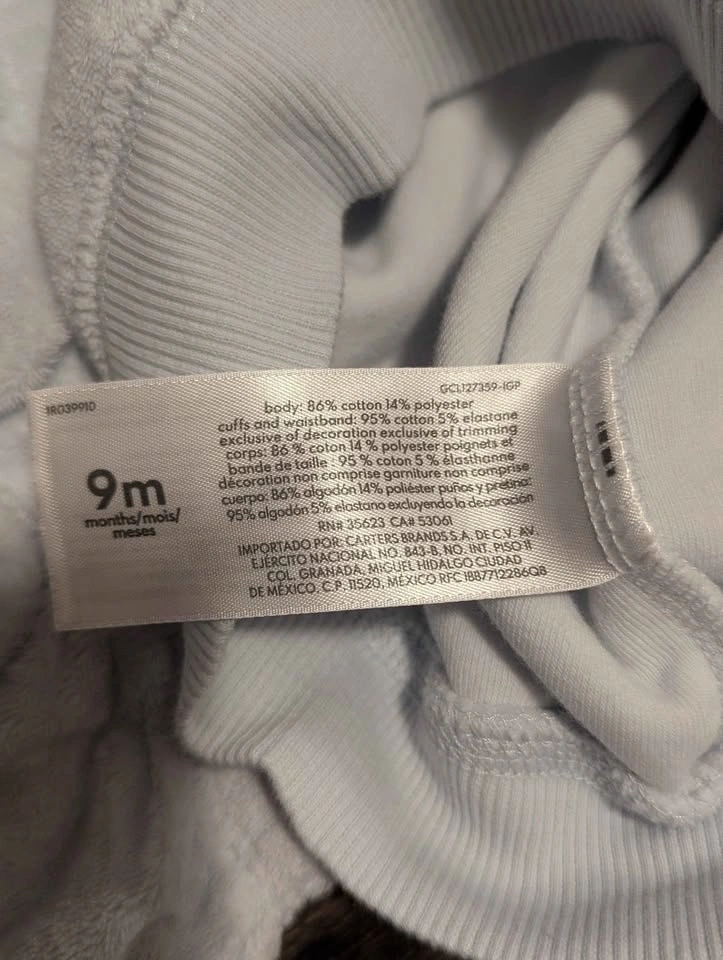 1R039910
9m
months/mois/
meses
GCL127359-IGP
body: 86% cotton 14% polyester
cuffs and waistband: 95% cotton 5% elastane
exclusive of decoration exclusive of trimming
corps: 86 % coton 14 % polyester poignets et
bande de taille : 95 % coton 5 % élasthanne
décoration non comprise garniture non comprise
cuerpo: 86% algodón 14% poliéster puños y pretina:
95% algodón 5% elastano excluyendo la decoración
RN# 35623 CA# 53061
IMPORTADO POR: CARTERS BRANDS S.A. DE C.V. AV.
EJÉRCITO NACIONAL NO. 843-B, NO. INT. PISO 11
COL. GRANADA, MIGUEL HIDALGO CIUDAD
DE MÉXICO, C.P. 11520, MÉXICO RFC 1BB7712286Q8